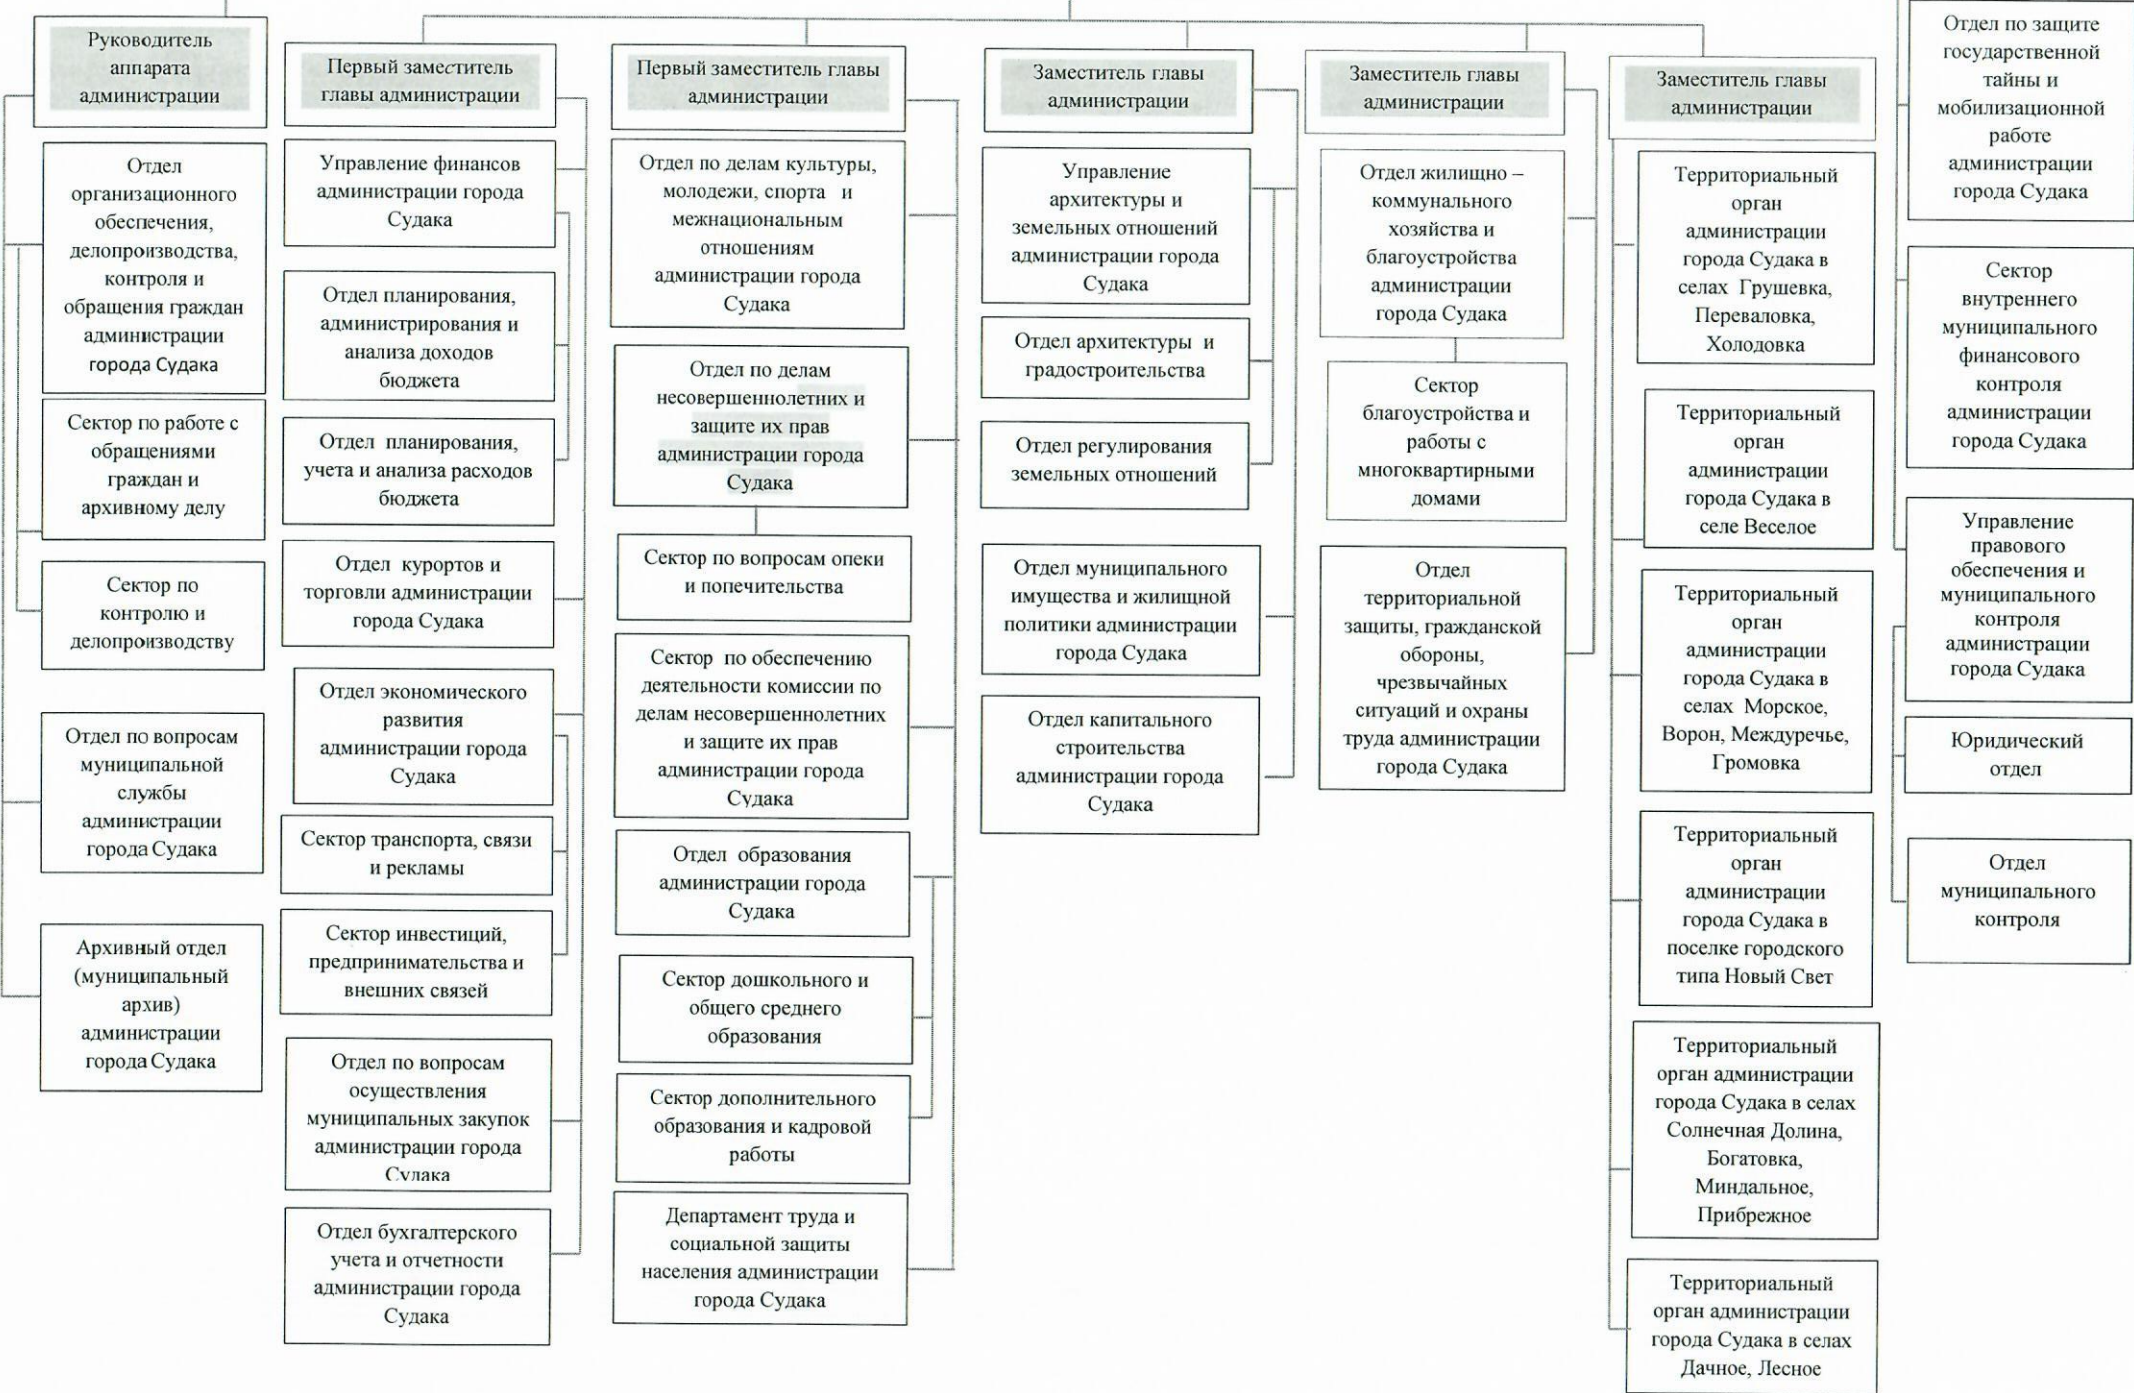 Руководитель
аппарата
администрации
Отдел
организационного
обеспечения,
делопроизводства,
контроля и
обращения граждан
администрации
города Судака
Сектор по работе с
обращениями
граждан и
архивному делу
Сектор по
контролю и
делопроизводству
Отдел по вопросам
муниципальной
службы
администрации
города Судака
Архивный отдел
(муниципальный
архив)
администрации
города Судака
Первый заместитель
главы администрации
Управление финансов
администрации города
Судака
Отдел планирования,
администрирования и
анализа доходов
бюджета
Отдел планирования,
учета и анализа расходов
бюджета
Отдел курортов и
торговли администрации
города Судака
Отдел экономического
развития
администрации города
Судака
Сектор транспорта, связи
и рекламы
Сектор инвестиций,
предпринимательства и
внешних связей
Отдел по вопросам
осуществления
муниципальных закупок
администрации города
Судака
Отдел бухгалтерского
учета и отчетности
администрации города
Судака
Первый заместитель главы
администрации
Отдел по делам культуры,
молодежи, спорта и
межнациональным
отношениям
администрации города
Судака
Отдел по делам
несовершеннолетних и
защите их прав
администрации города
Судака
Сектор по вопросам опеки
и попечительства
Сектор по обеспечению
деятельности комиссии по
делам несовершеннолетних
и защите их прав
администрации города
Судака
Отдел образования
администрации города
Судака
Сектор дошкольного и
общего среднего
образования
Сектор дополнительного
образования и кадровой
работы
Департамент труда и
социальной защиты
населения администрации
города Судака
Заместитель главы
администрации
Управление
архитектуры и
земельных отношений
администрации города
Судака
Отдел архитектуры и
градостроительства
Отдел регулирования
земельных отношений
Отдел муниципального
имущества и жилищной
политики администрации
города Судака
Отдел капитального
строительства
администрации города
Судака
Заместитель главы
администрации
Отдел жилищно –
коммунального
хозяйства и
благоустройства
администрации
города Судака
Сектор
благоустройства и
работы с
многоквартирными
домами
Отдел
территориальной
защиты, гражданской
обороны,
чрезвычайных
ситуаций и охраны
труда администрации
города Судака
Заместитель главы
администрации
Территориальный
орган
администрации
города Судака в
селах Грушевка,
Переваловка,
Холодовка
Территориальный
орган
администрации
города Судака в
селе Веселое
Территориальный
орган
администрации
города Судака в
селах Морское,
Ворон, Междуречье,
Громовка
Территориальный
орган
администрации
города Судака в
поселке городского
типа Новый Свет
Территориальный
орган администрации
города Судака в селах
Солнечная Долина,
Богатовка,
Миндальное,
Прибрежное
Территориальный
орган администрации
города Судака в селах
Дачное, Лесное
Отдел по защите
государственной
тайны и
мобилизационной
работе
администрации
города Судака
Сектор
внутреннего
муниципального
финансового
контроля
администрации
города Судака
Управление
правового
обеспечения и
муниципального
контроля
администрации
города Судака
Юридический
отдел
Отдел
муниципального
контроля